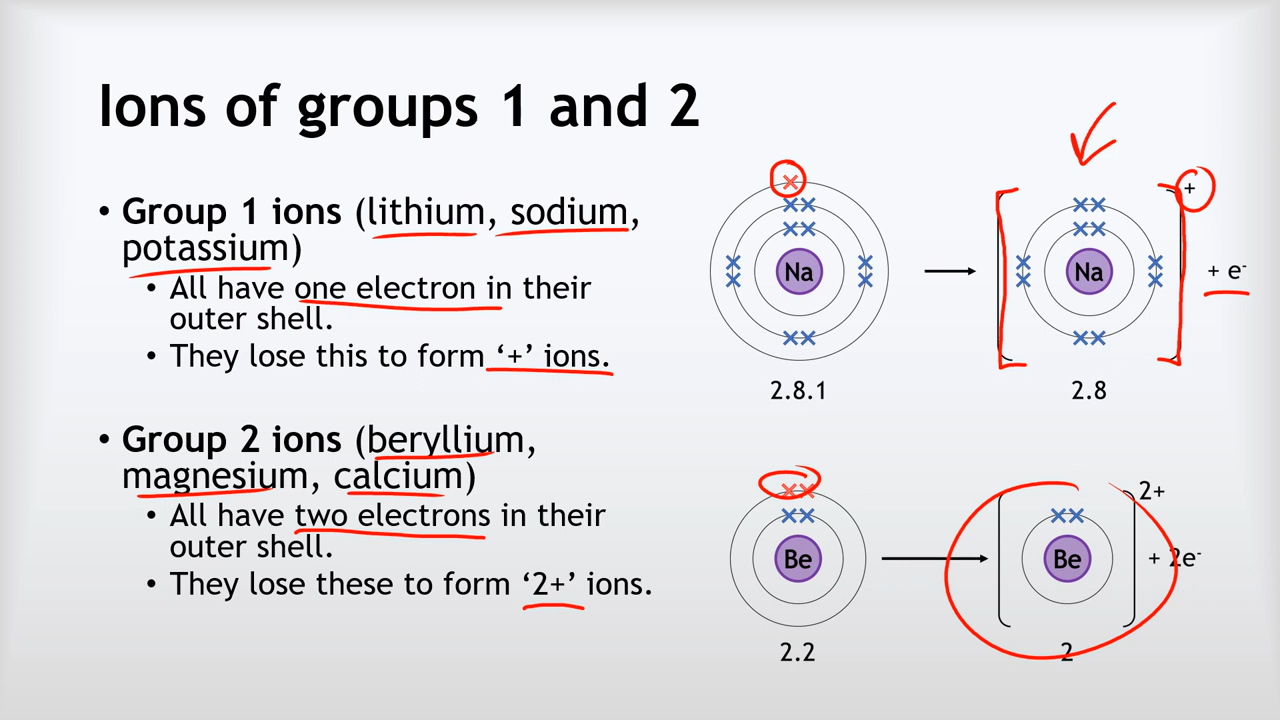 Ions of groups 1 and 2
• Group 1 ions (lithium, sodium,
potassium)
• All have one electron in their
outer shell.
• They lose this to form ‘+’ ions.
• Group 2 ions (beryllium,
magnesium, calcium)
• All have two electrons in their
outer shell.
• They lose these to form ‘2+’ ions.
Na
Na
+
+ e-
2.8.1
2.8
Be
Be
2+
+ 2e-
2.2
2